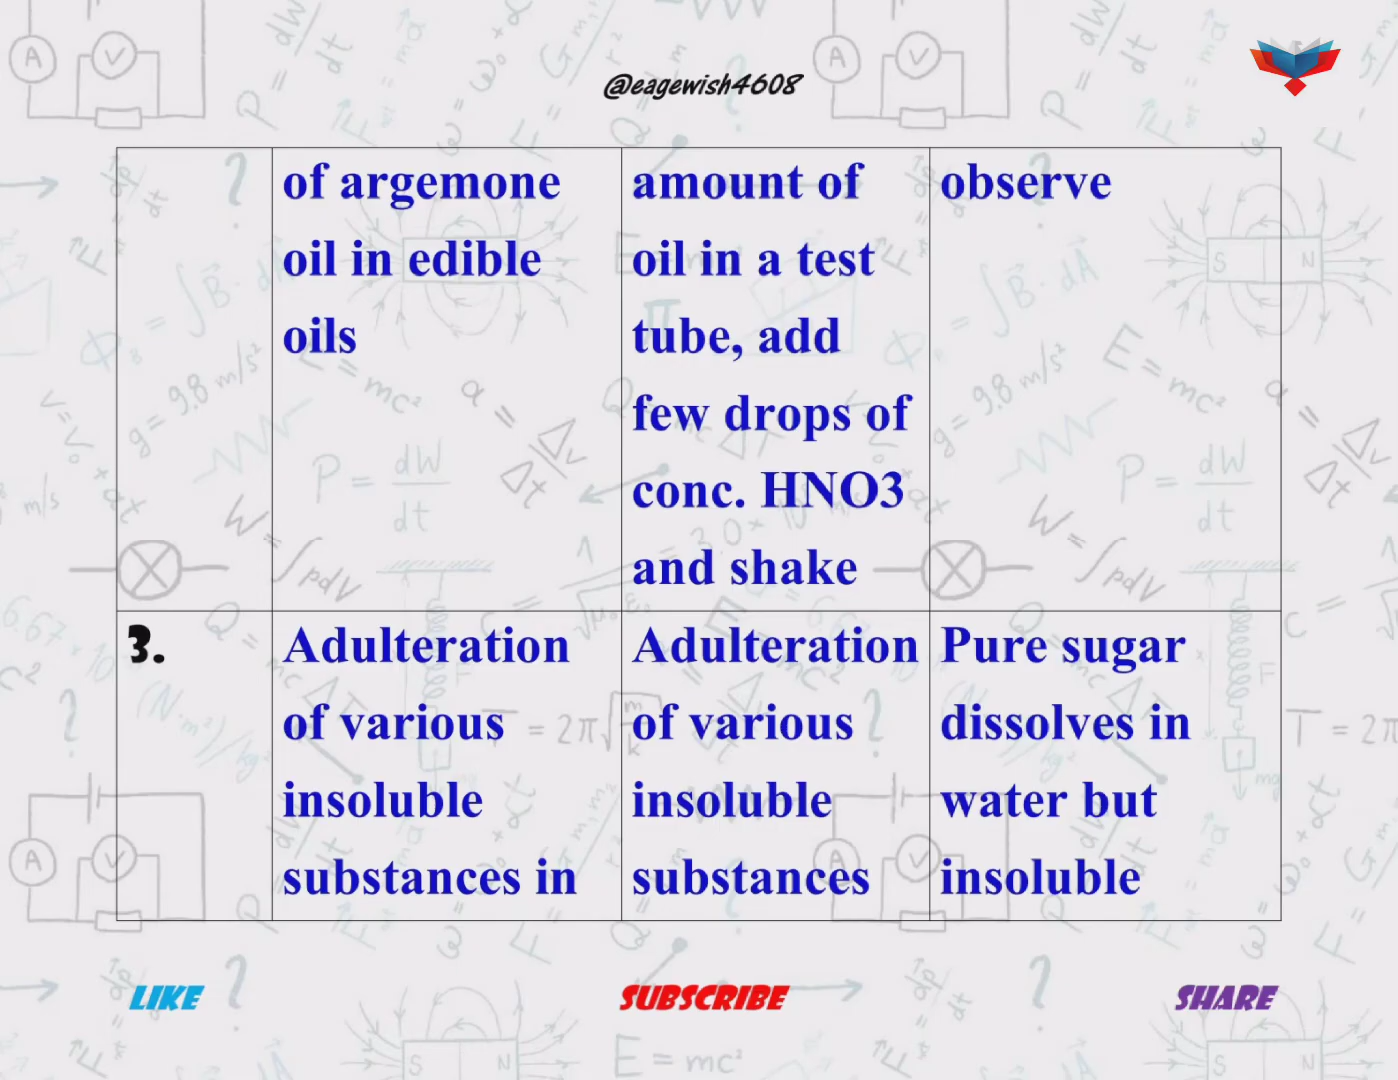 @eagewish4608
of argemone
oil in edible
oils
amount of
oil in a test
tube, add
few drops of
conc. HNO3
and shake
observe
3.
Adulteration
of various
insoluble
substances in
Adulteration
of various
insoluble
substances
Pure sugar
dissolves in
water but
insoluble
LIKE
SUBSCRIBE
SHARE